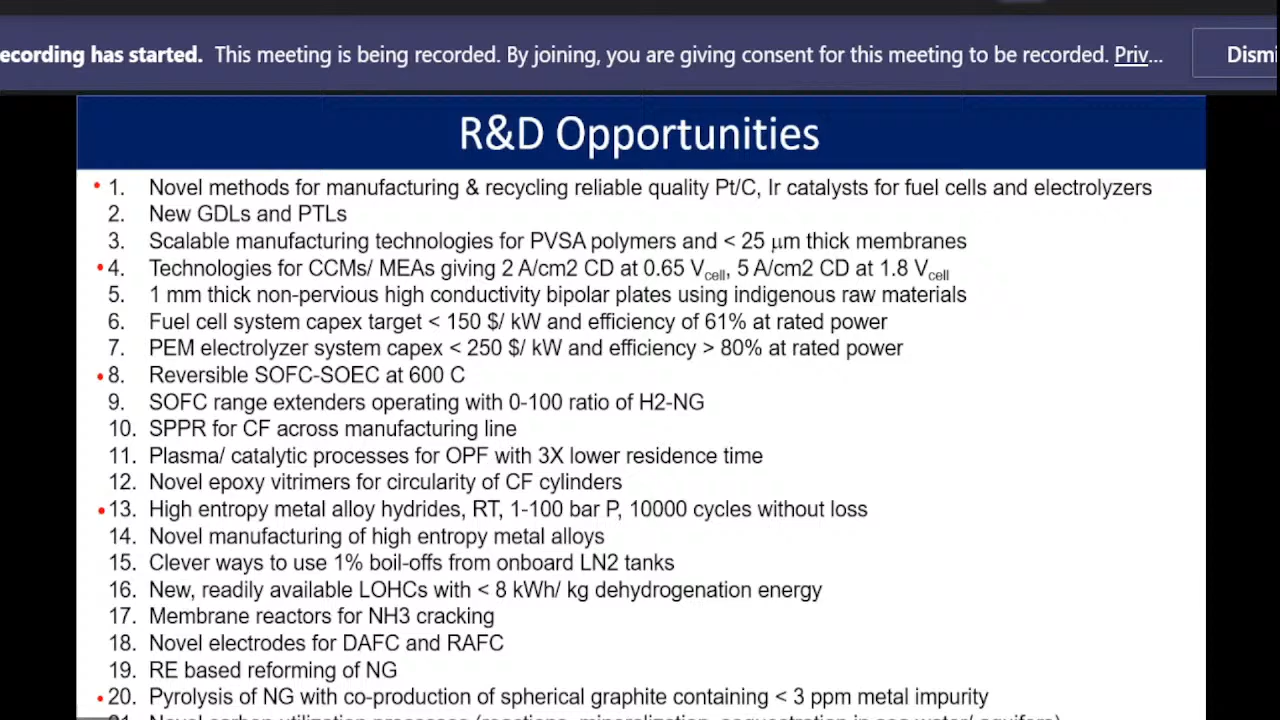 ecording has started. This meeting is being recorded. By joining, you are giving consent for this meeting to be recorded. Priv... Dismi
R&D Opportunities
• 1. Novel methods for manufacturing & recycling reliable quality Pt/C, Ir catalysts for fuel cells and electrolyzers
2. New GDLs and PTLs
3. Scalable manufacturing technologies for PVSA polymers and < 25 μm thick membranes
• 4. Technologies for CCMs/ MEAs giving 2 A/cm2 CD at 0.65 Vcell, 5 A/cm2 CD at 1.8 Vcell
5. 1 mm thick non-pervious high conductivity bipolar plates using indigenous raw materials
6. Fuel cell system capex target < 150 $/ kW and efficiency of 61% at rated power
7. PEM electrolyzer system capex < 250 $/ kW and efficiency > 80% at rated power
• 8. Reversible SOFC-SOEC at 600 C
9. SOFC range extenders operating with 0-100 ratio of H2-NG
10. SPPR for CF across manufacturing line
11. Plasma/ catalytic processes for OPF with 3X lower residence time
12. Novel epoxy vitrimers for circularity of CF cylinders
• 13. High entropy metal alloy hydrides, RT, 1-100 bar P, 10000 cycles without loss
14. Novel manufacturing of high entropy metal alloys
15. Clever ways to use 1% boil-offs from onboard LN2 tanks
16. New, readily available LOHCs with < 8 kWh/ kg dehydrogenation energy
17. Membrane reactors for NH3 cracking
18. Novel electrodes for DAFC and RAFC
19. RE based reforming of NG
• 20. Pyrolysis of NG with co-production of spherical graphite containing < 3 ppm metal impurity
21. Novel carbon utilization processes (reactions, mineralization, sequestration in sea water/ aquifers)